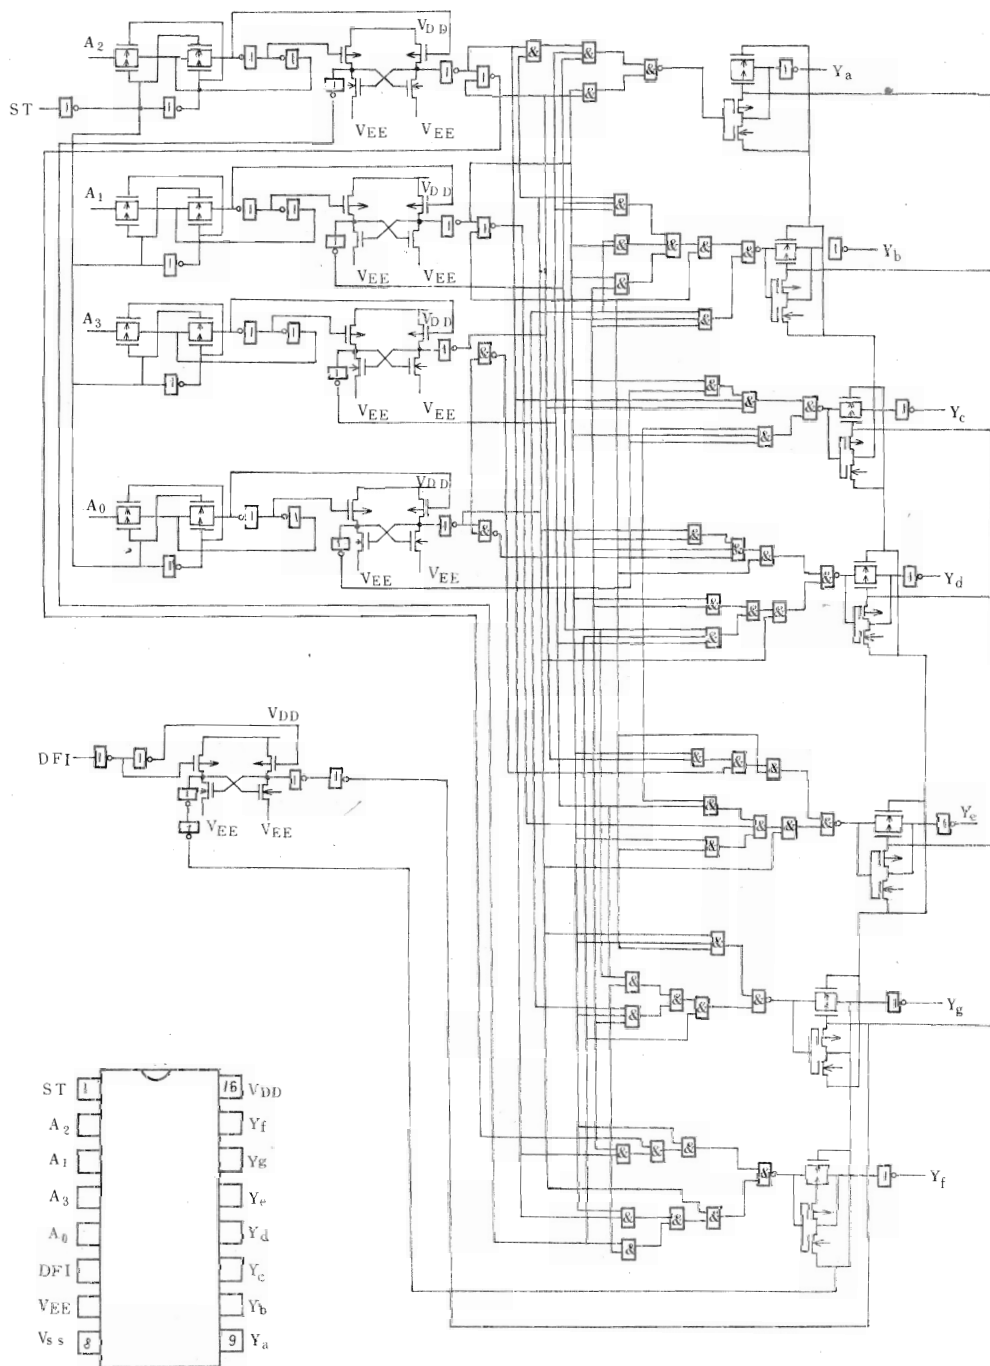 A2
VDD
Ya
ST
VEE VEE
A1
VDD
Yb
VEE VEE
A3
VDD
VEE VEE
Yc
A0
VDD
VEE VEE
Yd
VDD
DFI
VEE VEE
Ye
Yg
Yf
ST 1 16 VDD
A2 Yf
A1 Yg
A3 Ye
A0 Yd
DFI Yc
VEE Yb
Vss 8 9 Ya